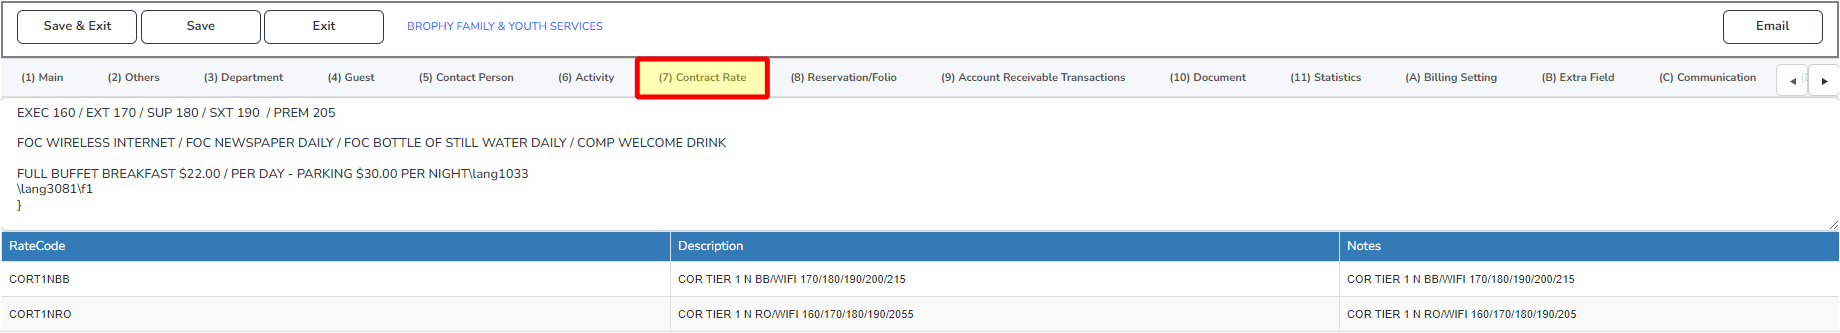 Save & Exit Save Exit BROPHY FAMILY & YOUTH SERVICES Email
(1) Main (2) Others (3) Department (4) Guest (5) Contact Person (6) Activity (7) Contract Rate (8) Reservation/Folio (9) Account Receivable Transactions (10) Document (11) Statistics (A) Billing Setting (B) Extra Field (C) Communication
EXEC 160 / EXT 170 / SUP 180 / SXT 190 / PREM 205
FOC WIRELESS INTERNET / FOC NEWSPAPER DAILY / FOC BOTTLE OF STILL WATER DAILY / COMP WELCOME DRINK
FULL BUFFET BREAKFAST $22.00 / PER DAY - PARKING $30.00 PER NIGHT\lang1033
\lang3081\f1
}
RateCode Description Notes
CORT1NBB COR TIER 1 N BB/WIFI 170/180/190/200/215 COR TIER 1 N BB/WIFI 170/180/190/200/215
CORT1NRO COR TIER 1 N RO/WIFI 160/170/180/190/2055 COR TIER 1 N RO/WIFI 160/170/180/190/205